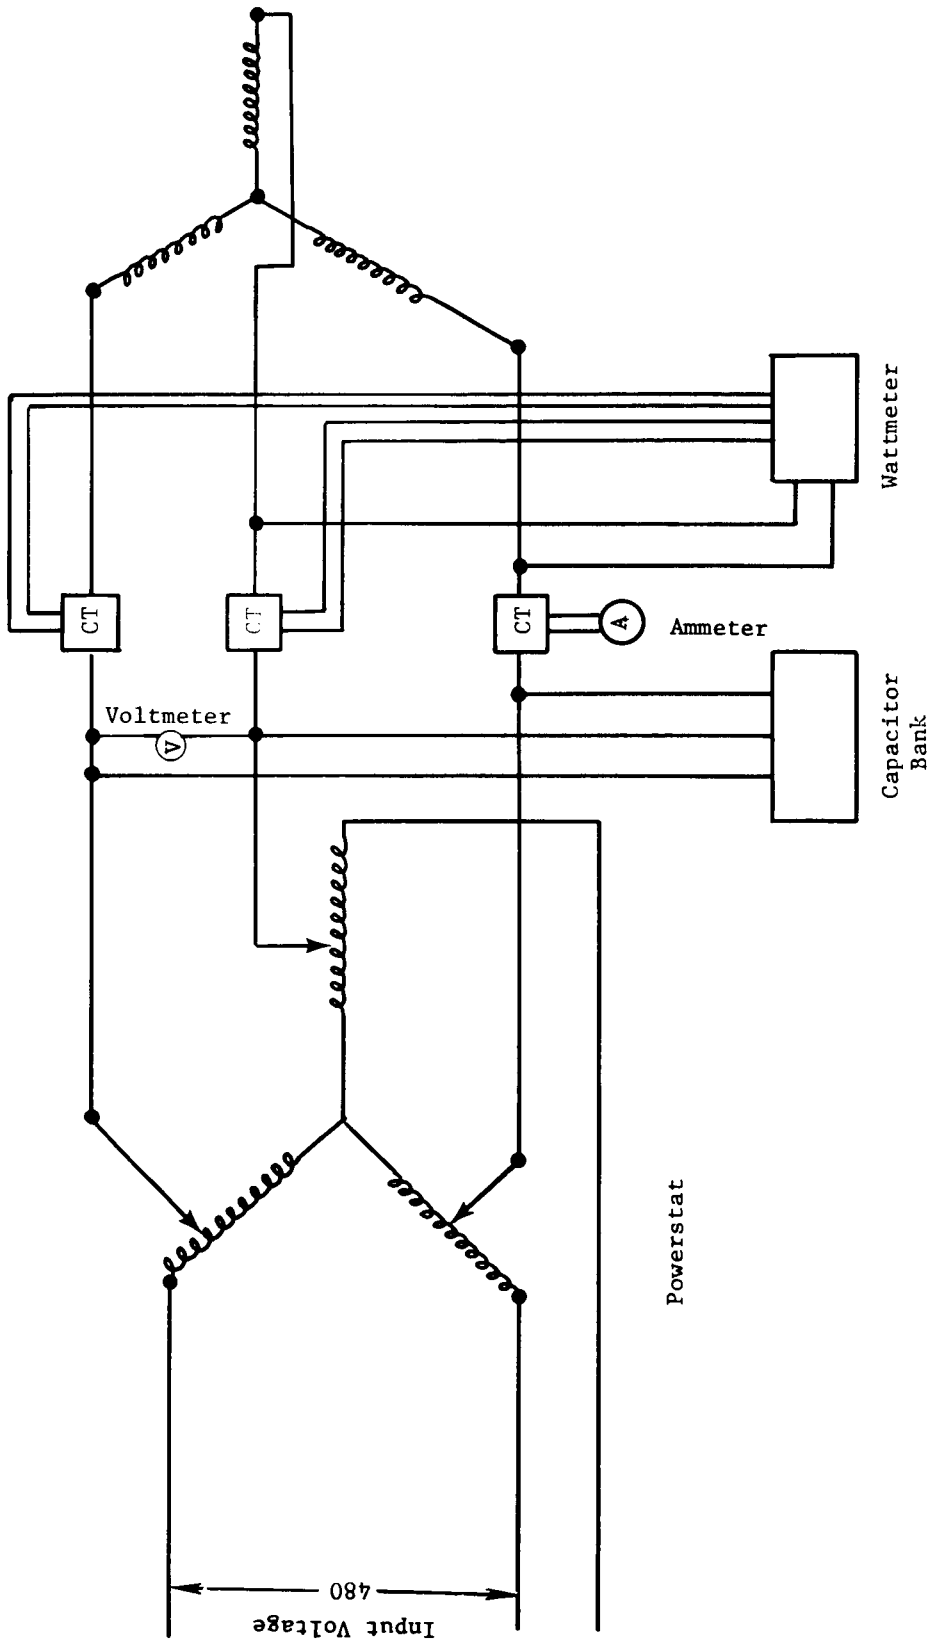 CT
CT
CT
Voltmeter
V
A
Ammeter
Wattmeter
Capacitor
Bank
Powerstat
480
Input Voltage